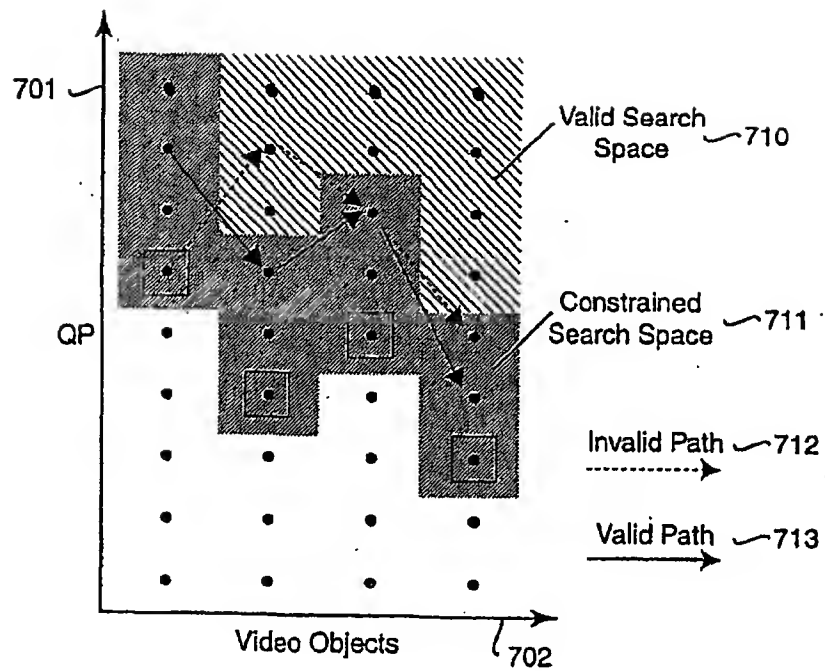 701
Valid Search
Space
710
Constrained
Search Space
711
QP
Invalid Path
712
Valid Path
713
Video Objects
702